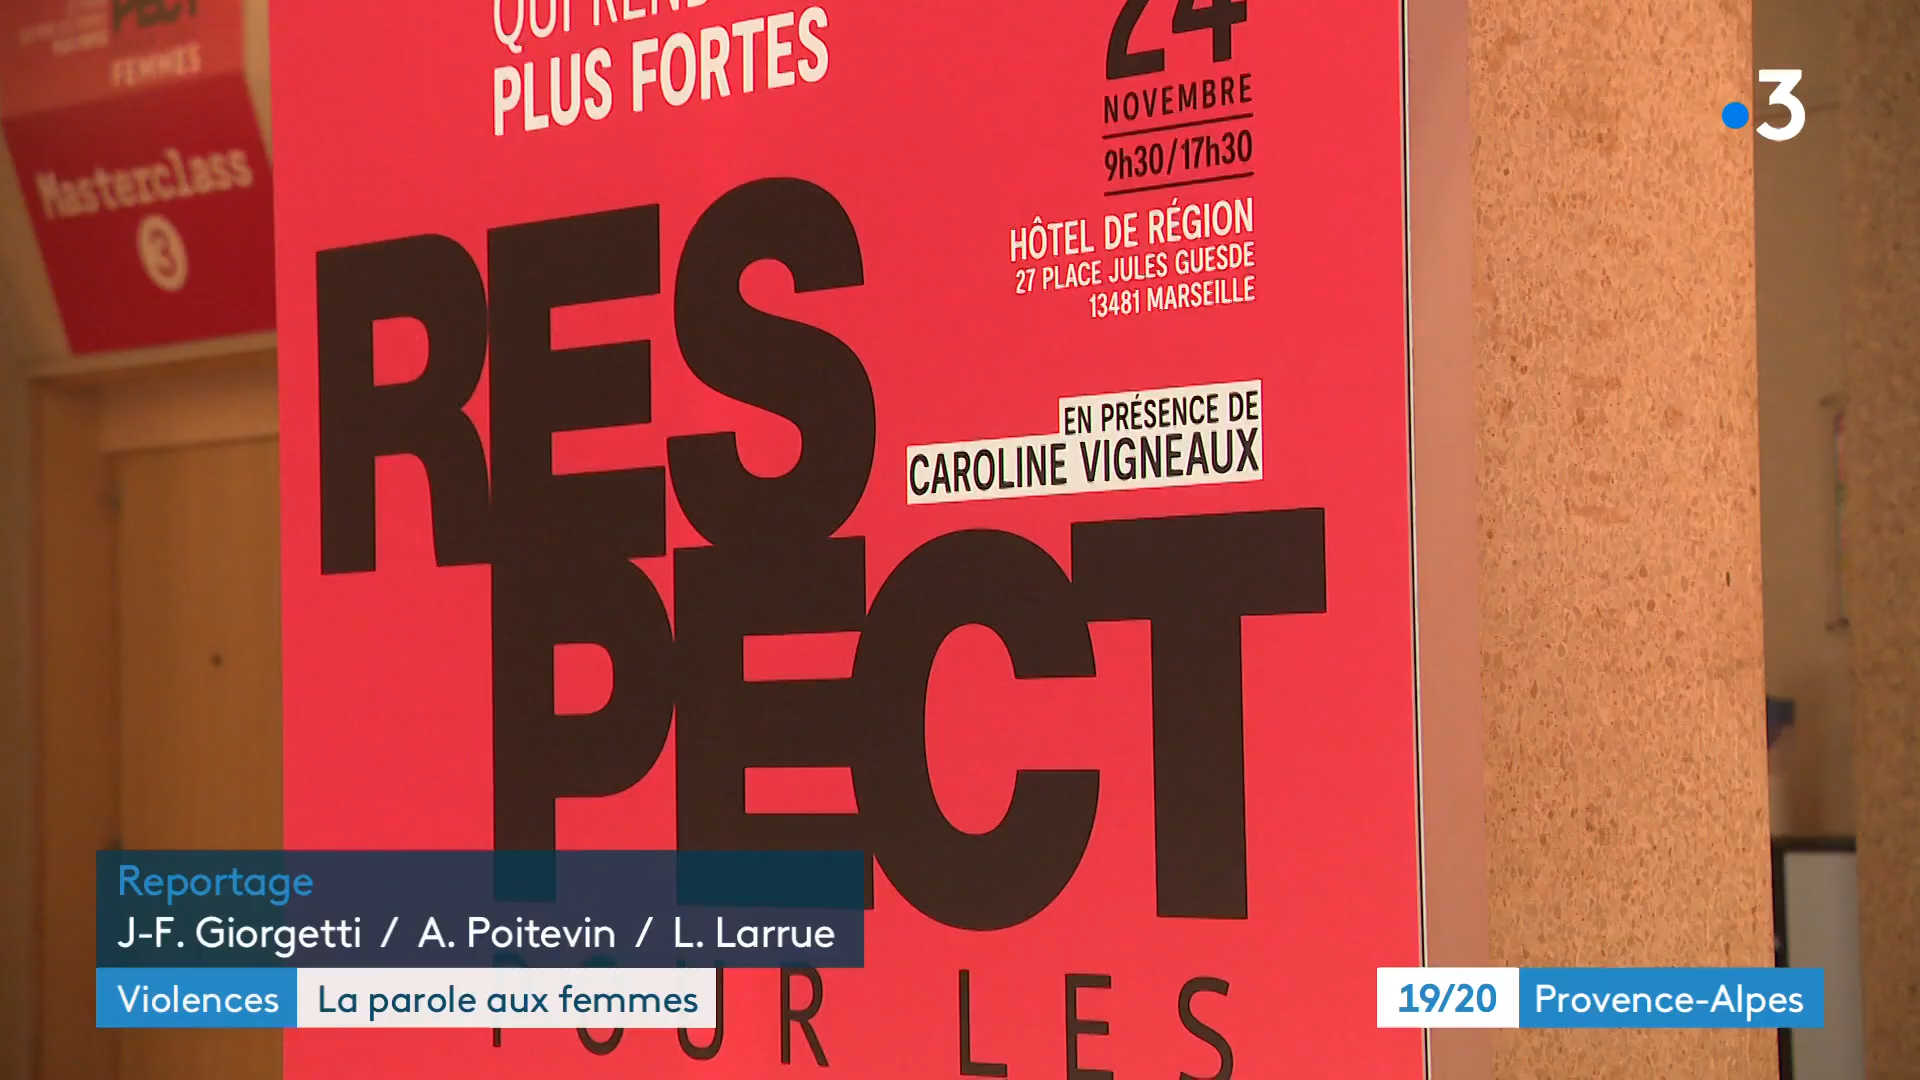 PECT
FEMMES
Masterclass
3
PLUS FORTES
24
NOVEMBRE
9h30/17h30
HÔTEL DE RÉGION
27 PLACE JULES GUESDE
13481 MARSEILLE
EN PRÉSENCE DE
CAROLINE VIGNEAUX
RES
PECT
POUR LES
3
Reportage
J-F. Giorgetti / A. Poitevin / L. Larrue
Violences La parole aux femmes
19/20 Provence-Alpes